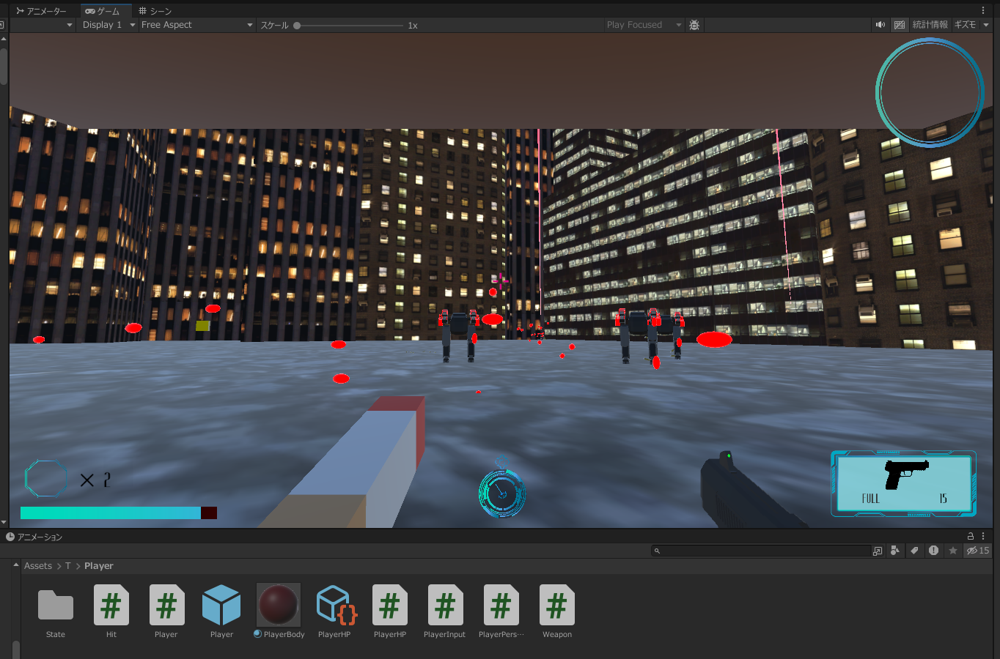 アニメーター ゲーム シーン
Display 1 Free Aspect スケール 1x Play Focused 統計情報 ギズモ
× 2
FULL 15
アニメーション
15
Assets > T > Player
State Hit Player Player PlayerBody PlayerHP PlayerHP PlayerInput PlayerPers... Weapon